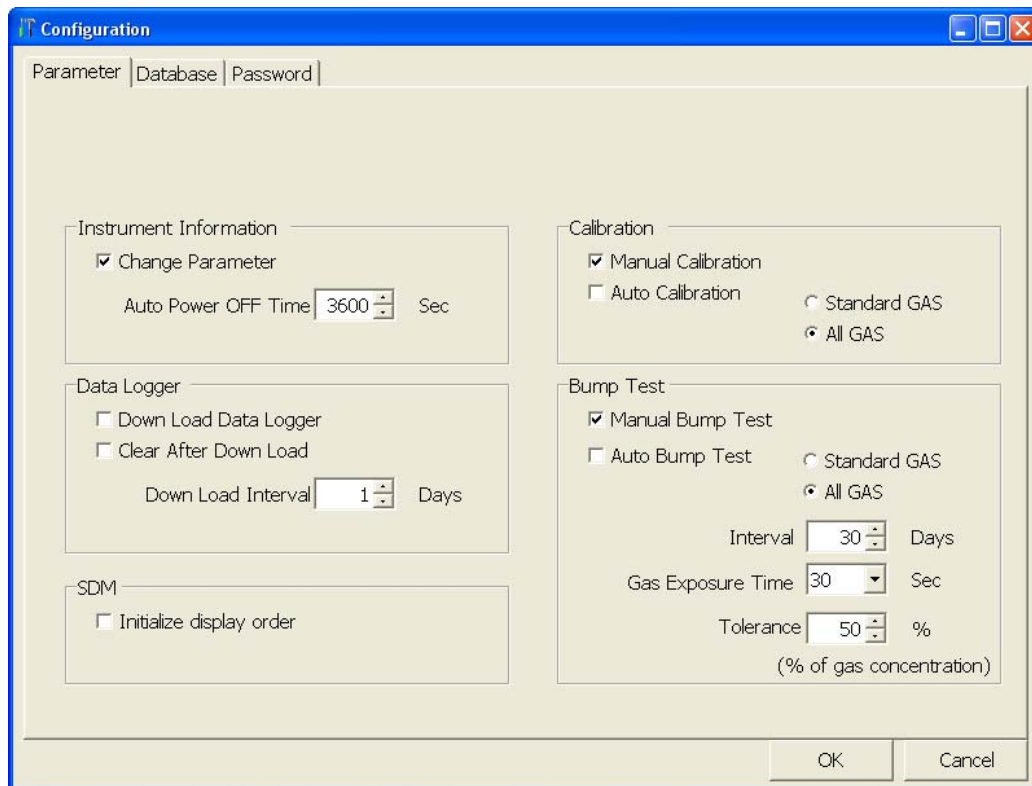 Configuration
Parameter Database Password
Instrument Information
Change Parameter
Auto Power OFF Time 3600 Sec
Data Logger
Down Load Data Logger
Clear After Down Load
Down Load Interval 1 Days
SDM
Initialize display order
Calibration
Manual Calibration
Auto Calibration
Standard GAS
All GAS
Bump Test
Manual Bump Test
Auto Bump Test
Standard GAS
All GAS
Interval 30 Days
Gas Exposure Time 30 Sec
Tolerance 50 %
(% of gas concentration)
OK Cancel